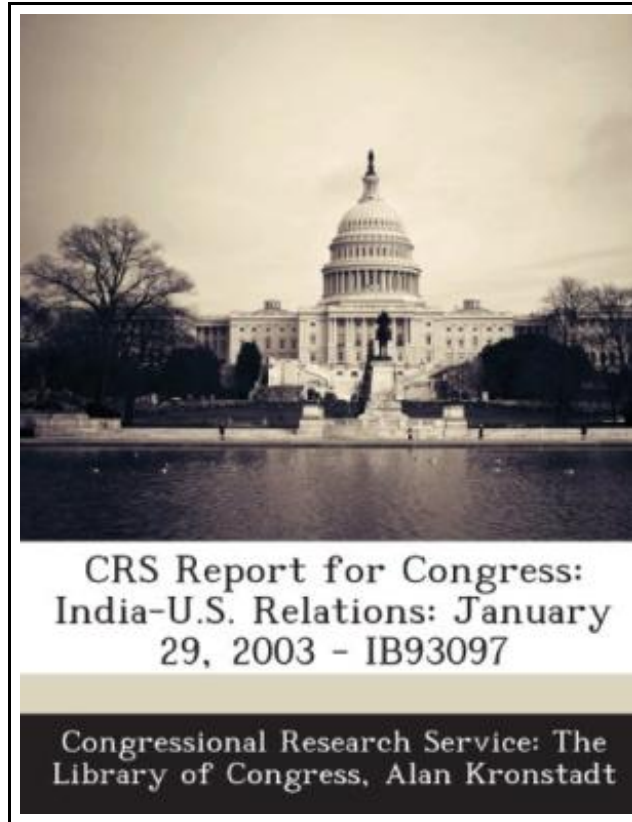 CRS Report for Congress:
India-U.S. Relations: January
29, 2003 - IB93097
Congressional Research Service: The
Library of Congress, Alan Kronstadt